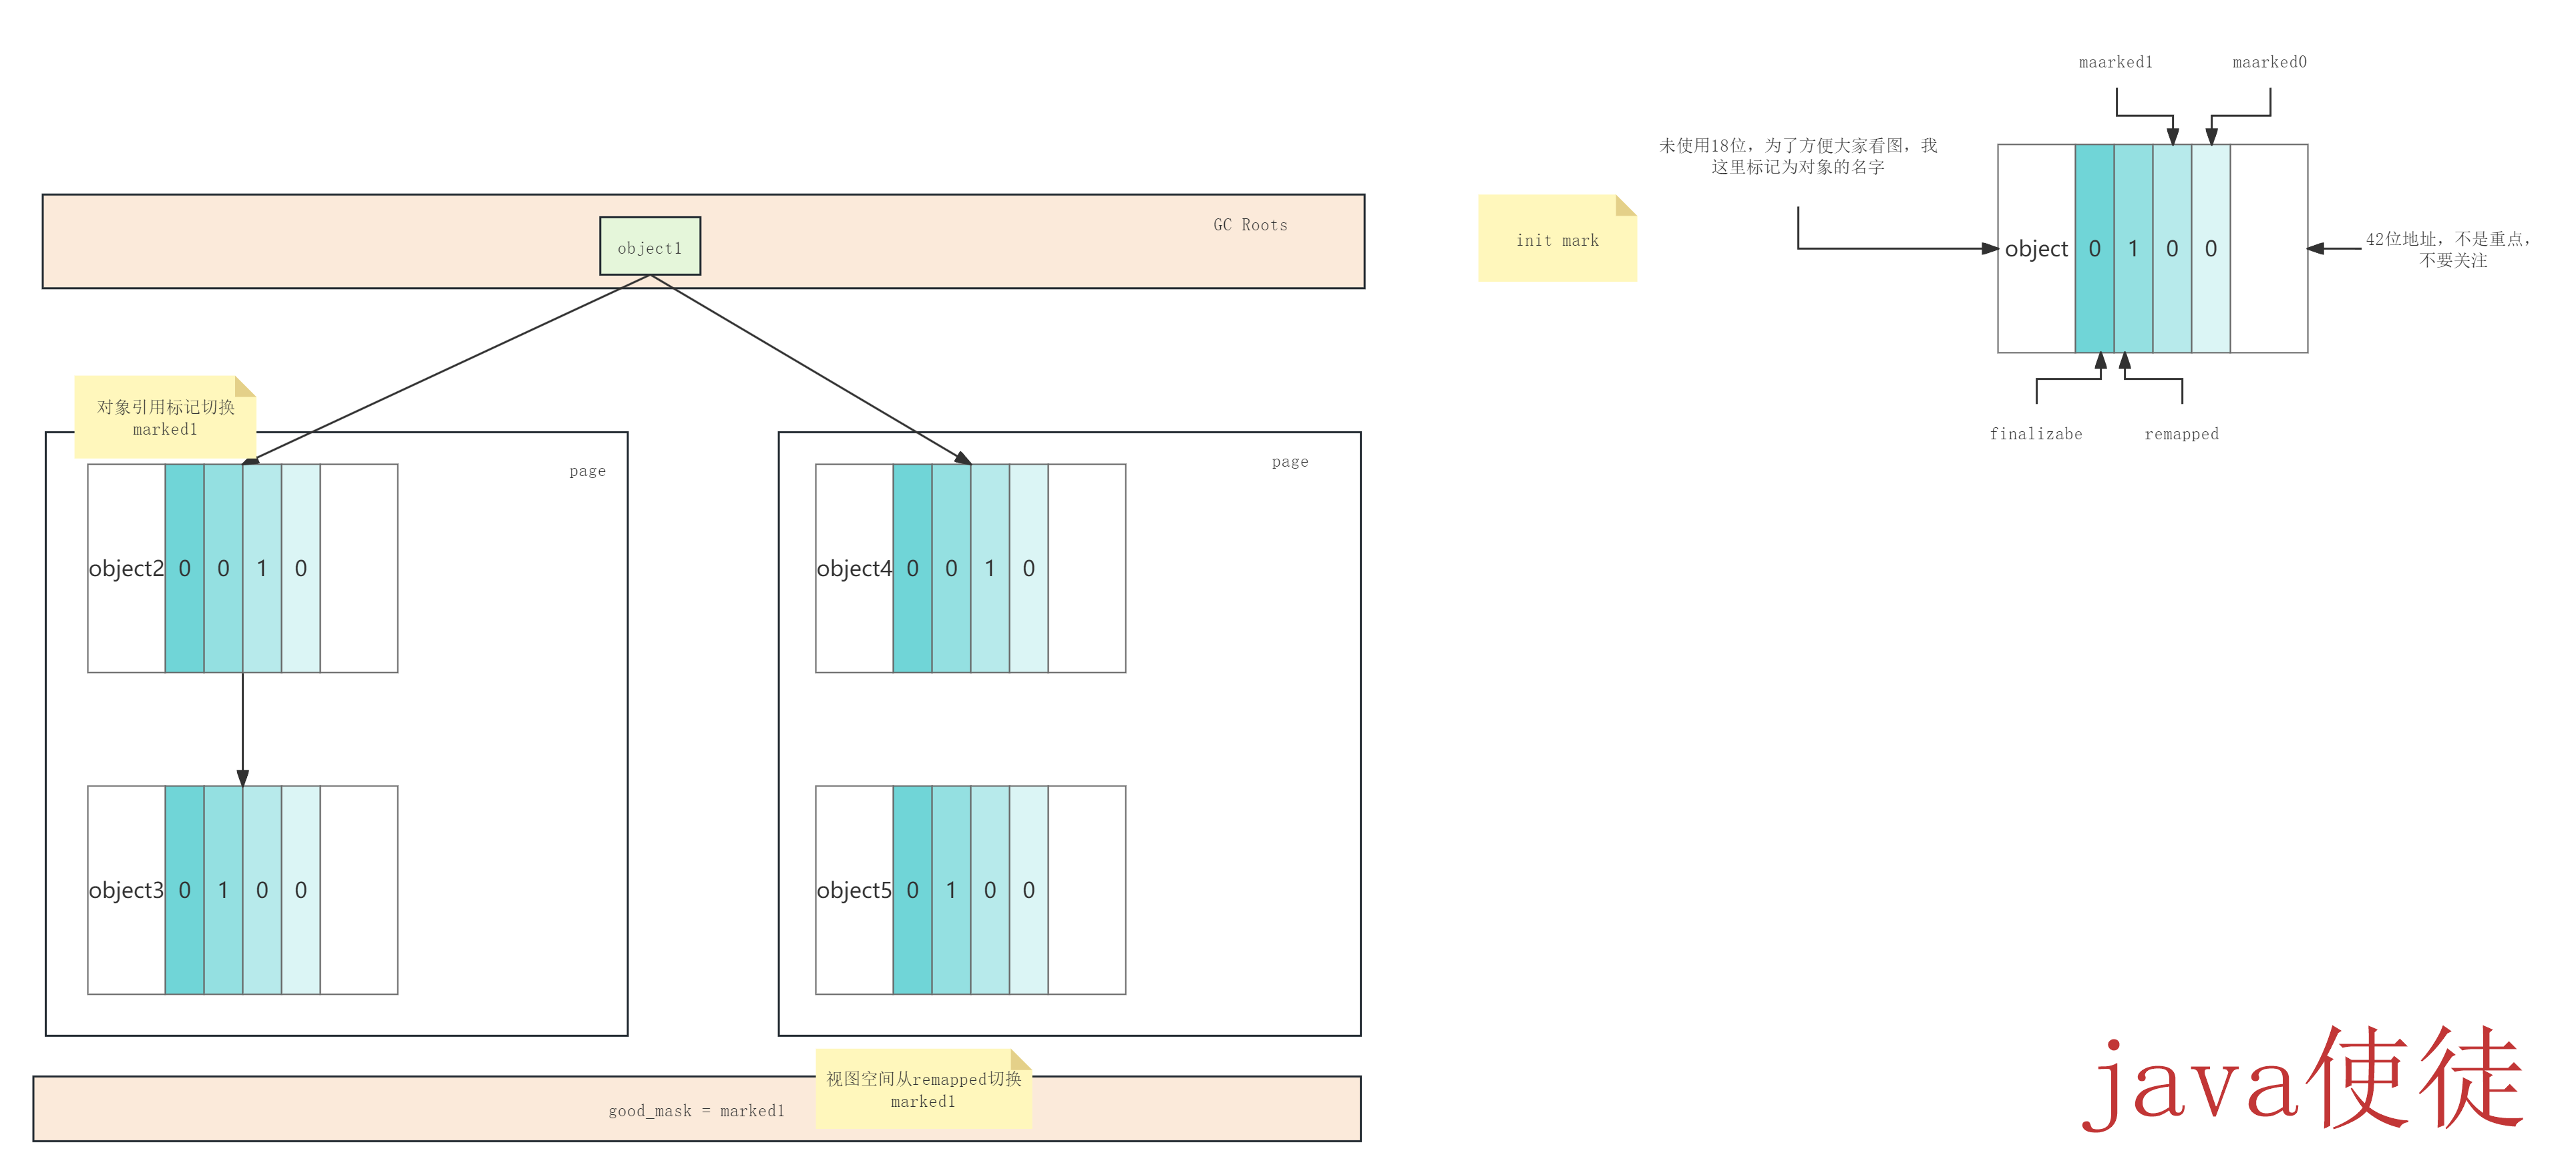 maarked1
maarked0
未使用18位，为了方便大家看图，我
这里标记为对象的名字
GC Roots
object1
init mark
object 0 1 0 0
42位地址，不是重点，
不要关注
对象引用标记切换
marked1
finalizabe
remapped
page
page
object2 0 0 1 0
object4 0 0 1 0
object3 0 1 0 0
object5 0 1 0 0
视图空间从remapped切换
marked1
good_mask = marked1
java使徒